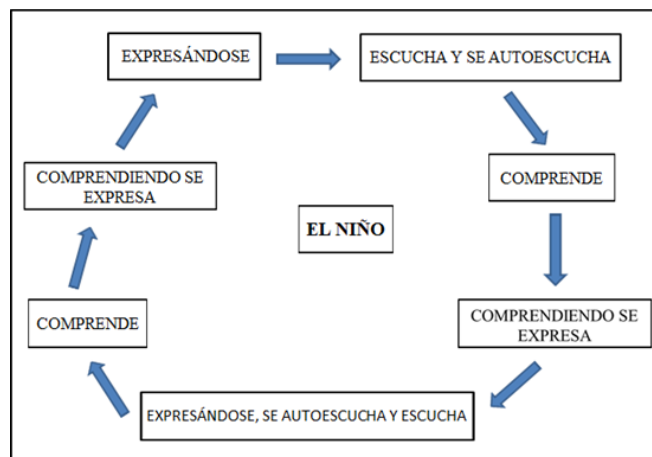 EXPRESÁNDOSE
ESCUCHA Y SE AUTOESCUCHA
COMPRENDE
COMPRENDIENDO SE
EXPRESA
EXPRESÁNDOSE, SE AUTOESCUCHA Y ESCUCHA
COMPRENDE
COMPRENDIENDO SE
EXPRESA
EL NIÑO